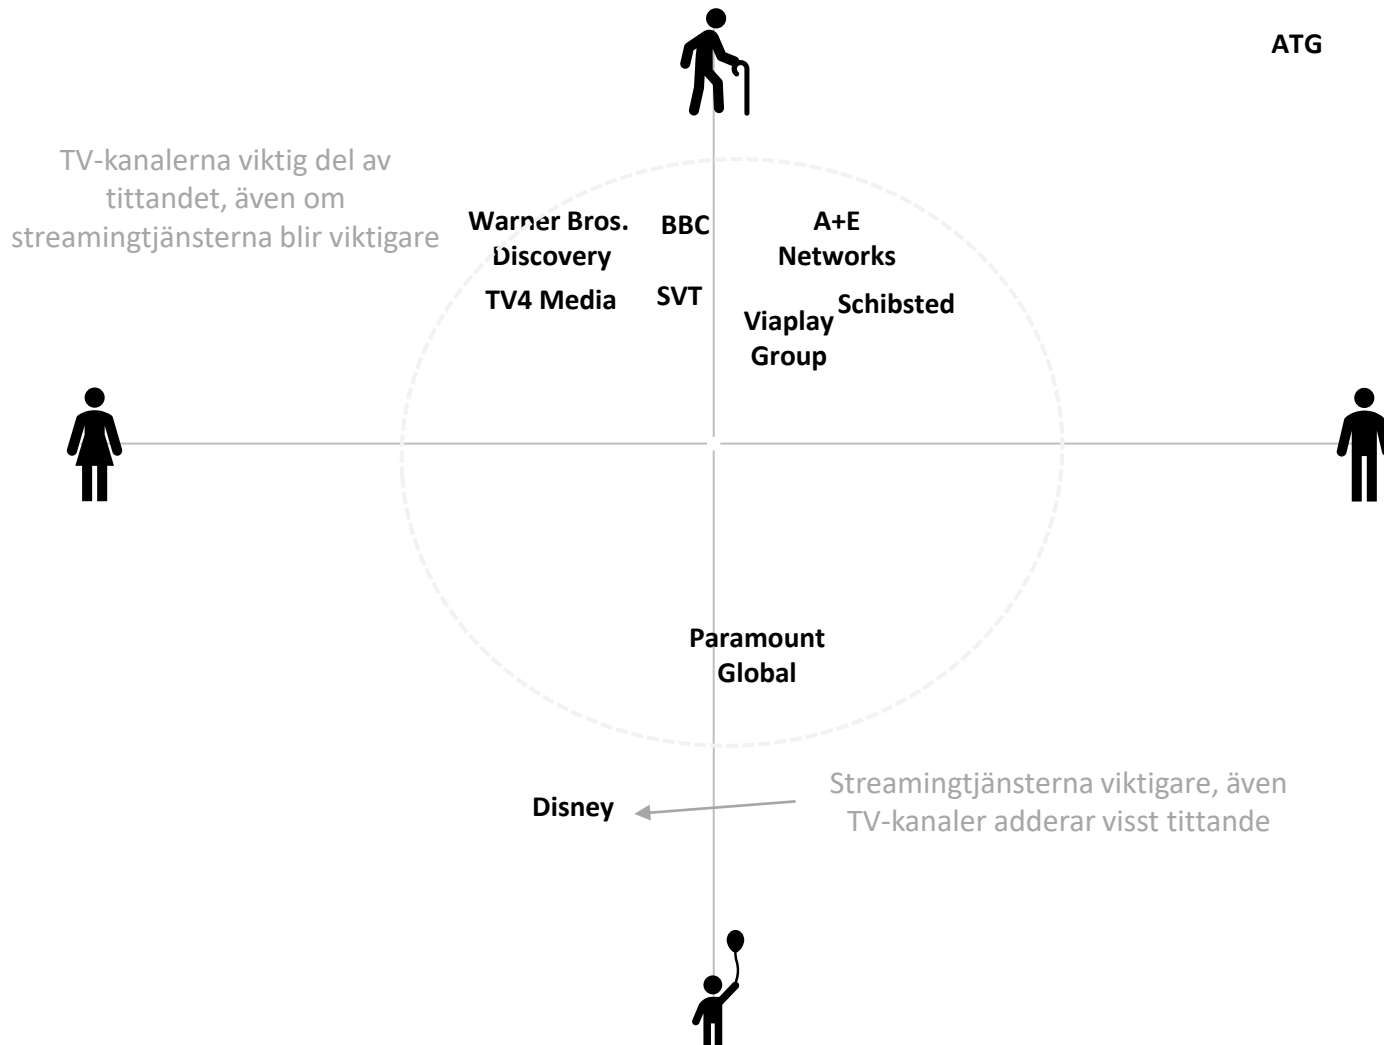 ATG
TV-kanalerna viktig del av
tittandet, även om
streamingtjänsterna blir viktigare
Warner Bros.
Discovery
BBC
A+E
Networks
TV4 Media
SVT
Schibsted
Viaplay
Group
Paramount
Global
Disney
Streamingtjänsterna viktigare, även
TV-kanaler adderar visst tittande